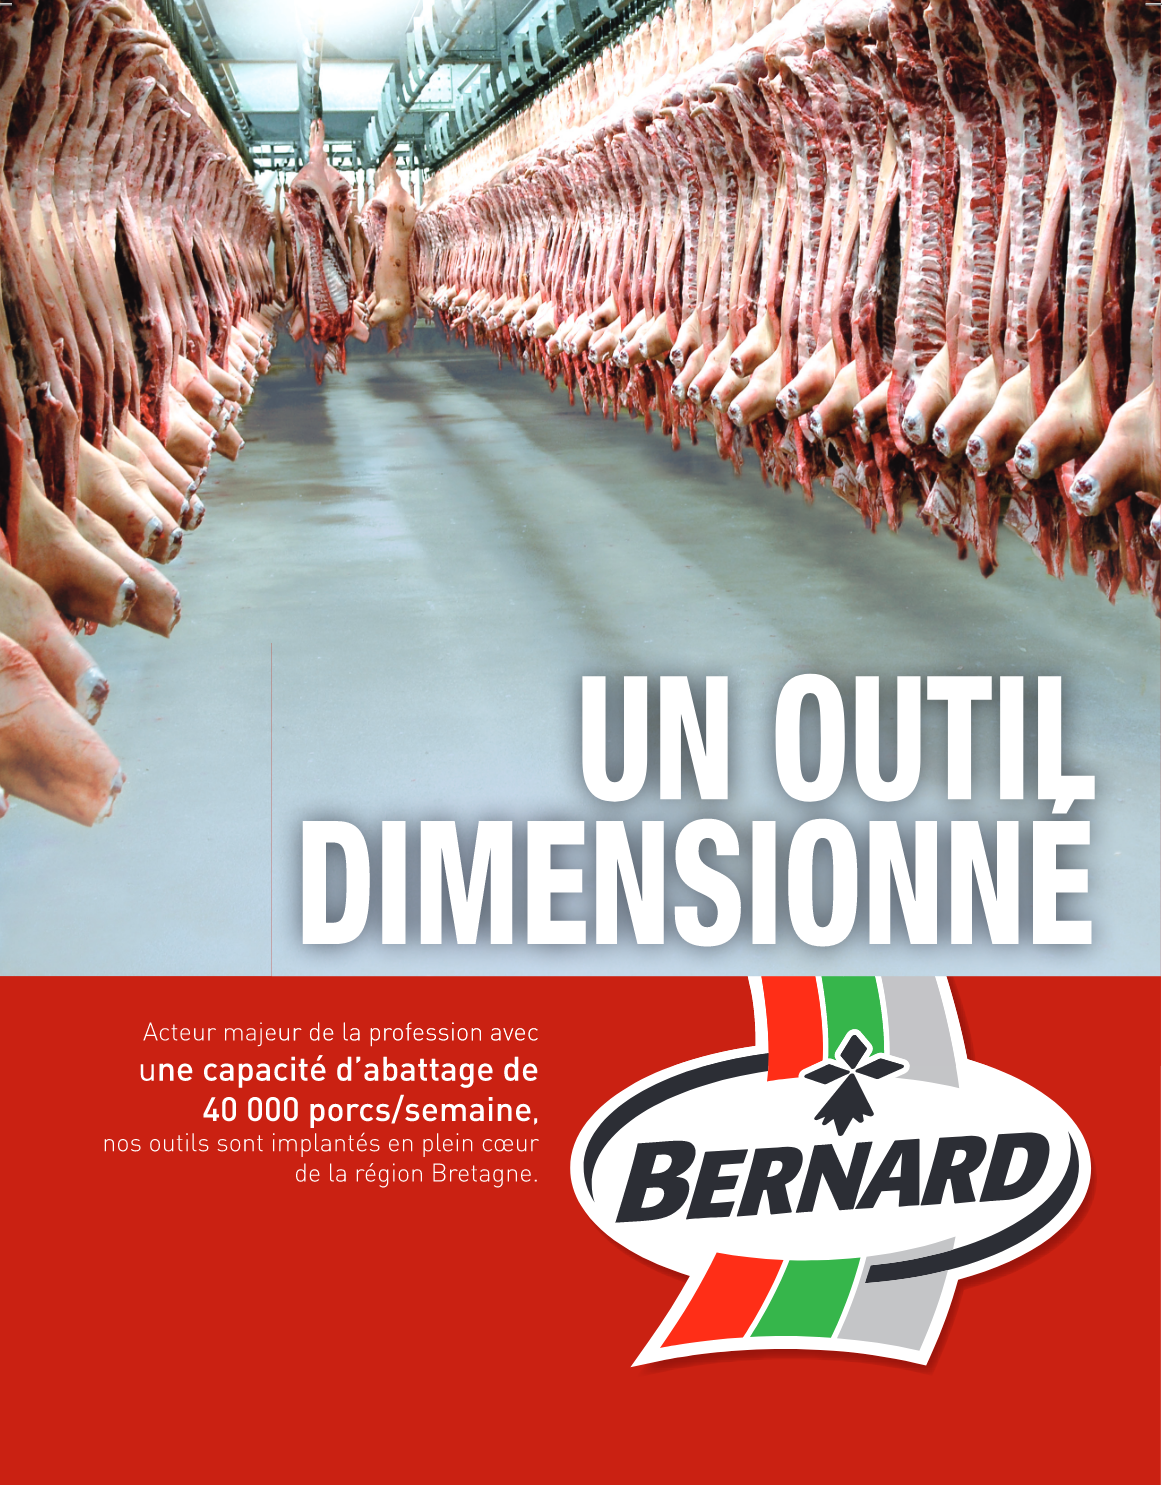 UN OUTIL
DIMENSIONNÉ
Acteur majeur de la profession avec
une capacité d’abattage de
40 000 porcs/semaine,
nos outils sont implantés en plein cœur
de la région Bretagne.
BERNARD